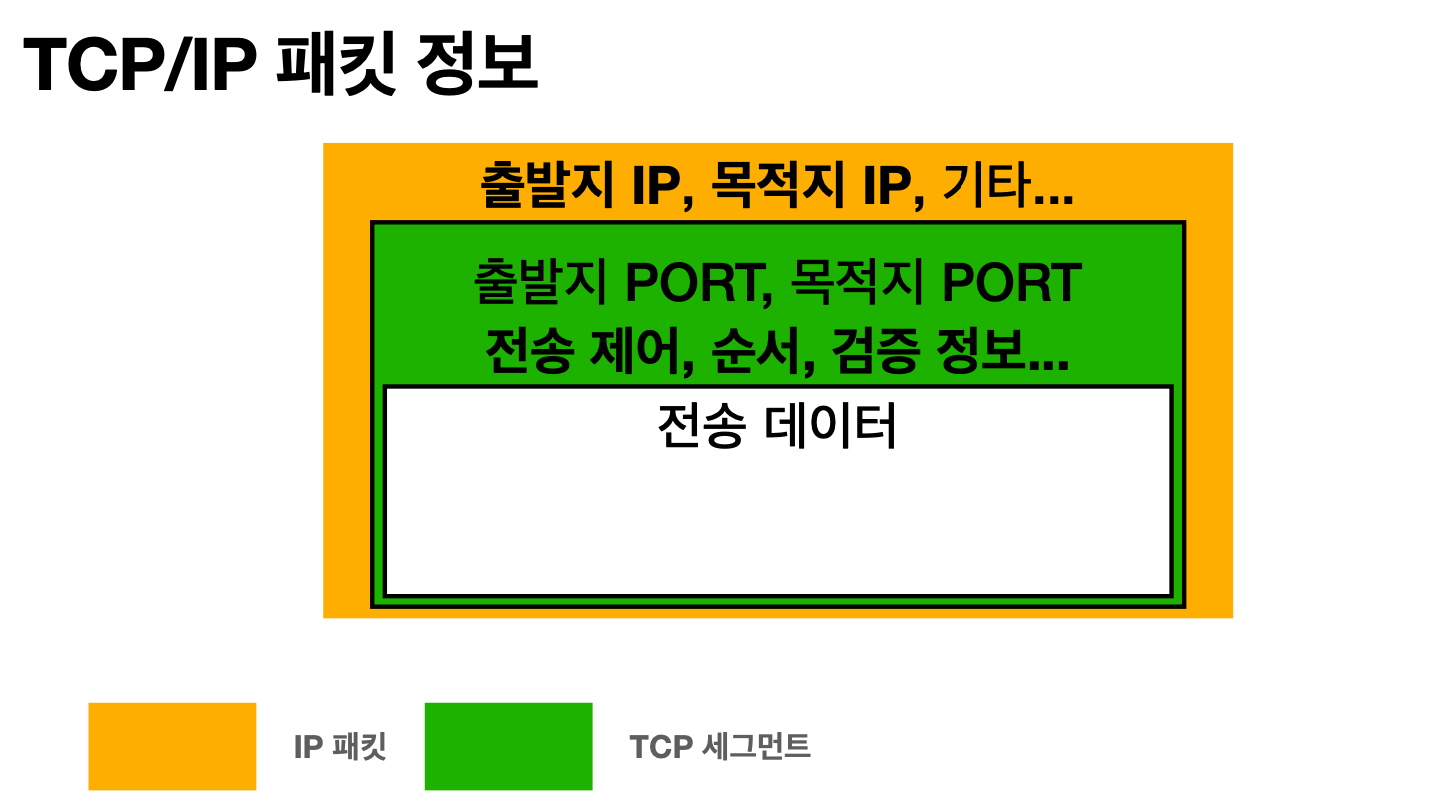 TCP/IP 패킷 정보
출발지 IP, 목적지 IP, 기타...
출발지 PORT, 목적지 PORT
전송 제어, 순서, 검증 정보...
전송 데이터
IP 패킷
TCP 세그먼트